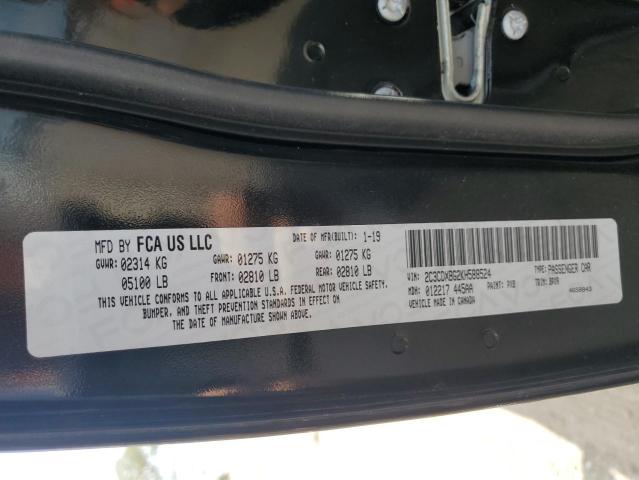 MFD BY FCA US LLC
DATE OF MFR(BUILT): 1-19
GVWR: 02314 KG
GAWR: 01275 KG
GAWR: 01275 KG
05100 LB
FRONT: 02810 LB
REAR: 02810 LB
THIS VEHICLE CONFORMS TO ALL APPLICABLE U.S.A. FEDERAL MOTOR VEHICLE SAFETY,
BUMPER, AND THEFT PREVENTION STANDARDS IN EFFECT ON
THE DATE OF MANUFACTURE SHOWN ABOVE.
VIN: 2C3CDXBG2KH588524
TYPE: PASSENGER CAR
MDH: 012217 445AA
PAINT: PX8
TRIM:
VEHICLE MADE IN CANADA